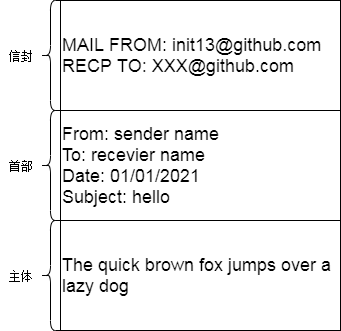 信封
MAIL FROM: init13@github.com
RECP TO: XXX@github.com
首部
From: sender name
To: recevier name
Date: 01/01/2021
Subject: hello
主体
The quick brown fox jumps over a
lazy dog